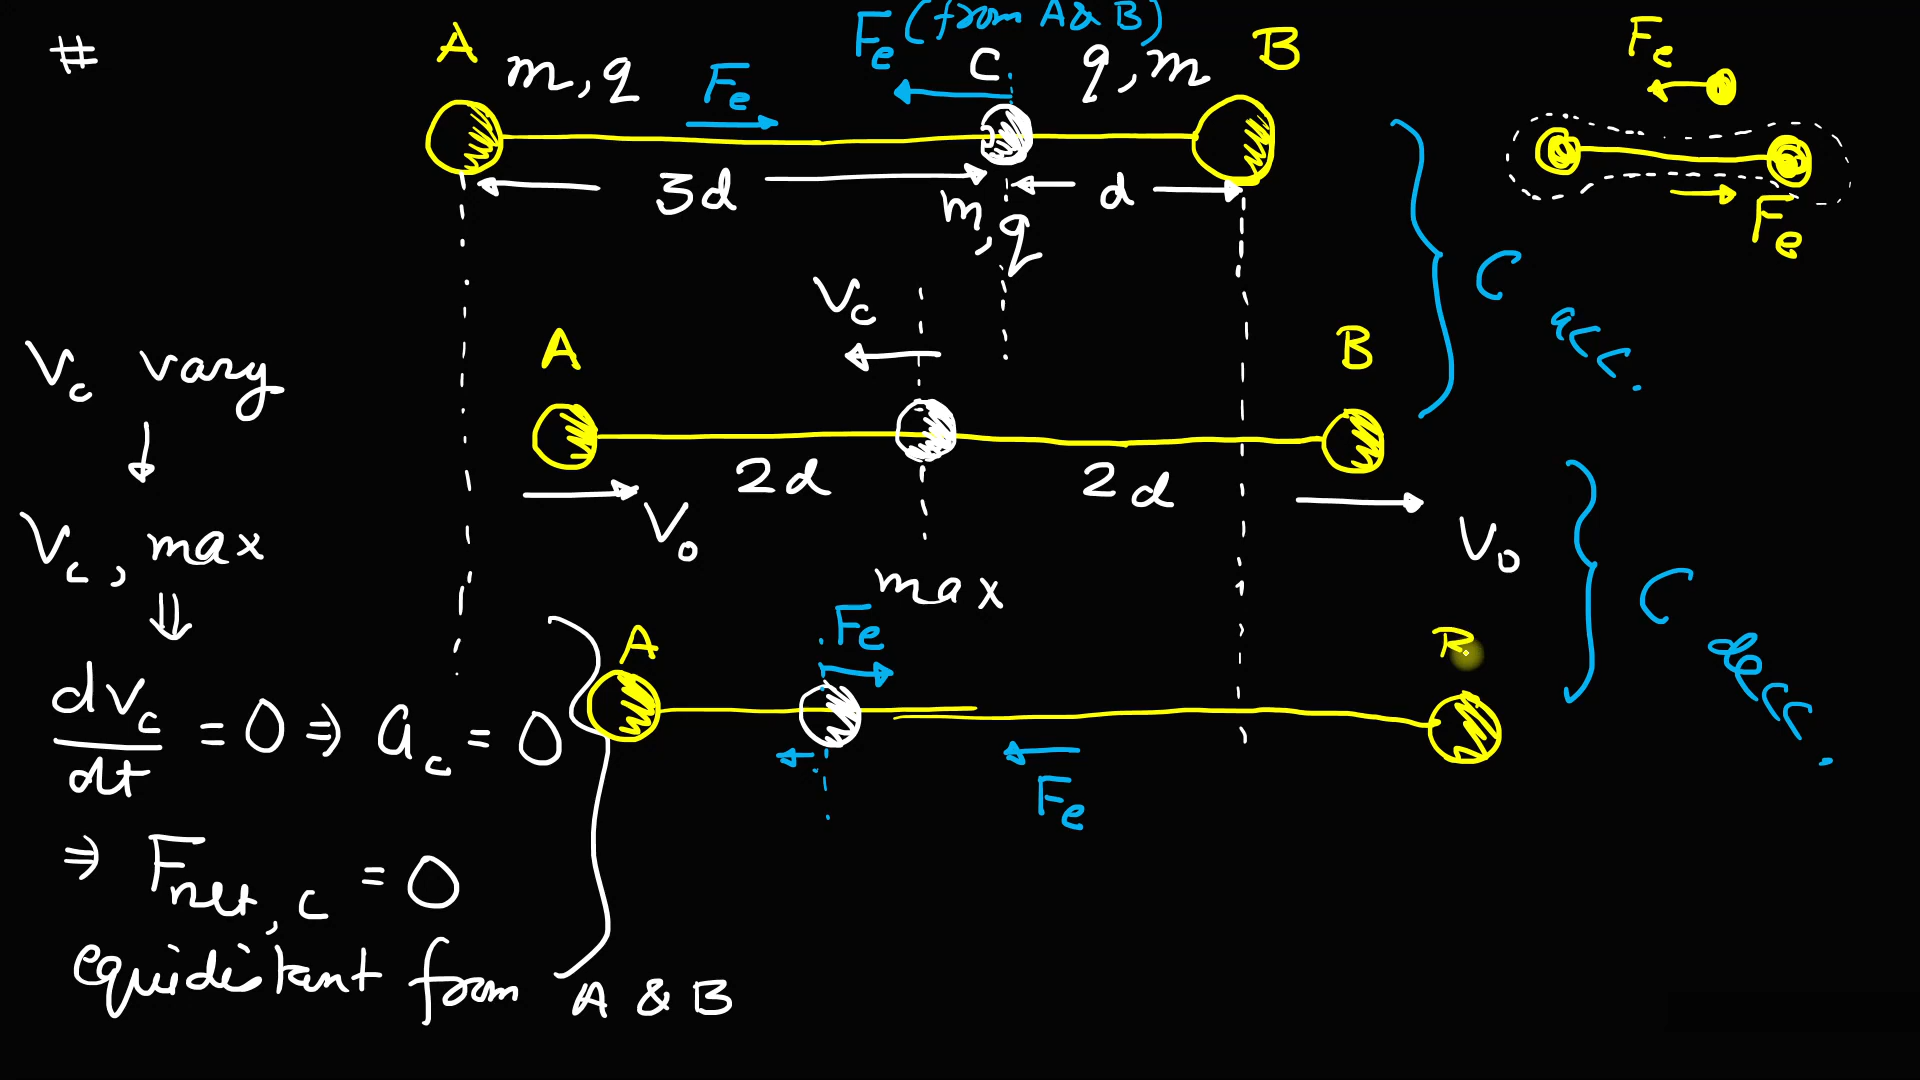 #
A m, q Fe Fe (from A & B) C q, m B Fe
3d m, q d Fe
Vc C acc.
Vc vary A B
2d 2d
V0 V0
Vc, max max C decc.
A Fe B
dVc/dt = 0 ⇒ ac = 0
Fe
⇒ Fnet, c = 0
equidistant from A & B